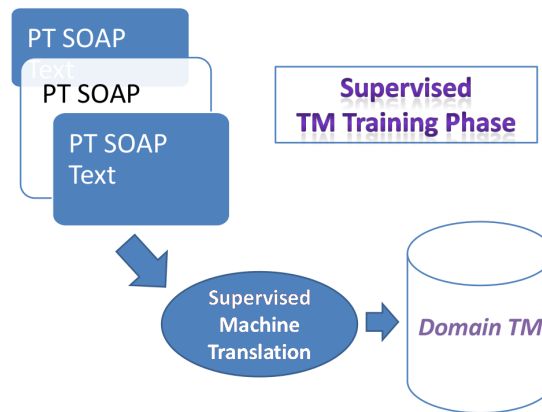 PT SOAP
Text
PT SOAP
PT SOAP
Text
Supervised
TM Training Phase
Supervised
Machine
Translation
Domain TM